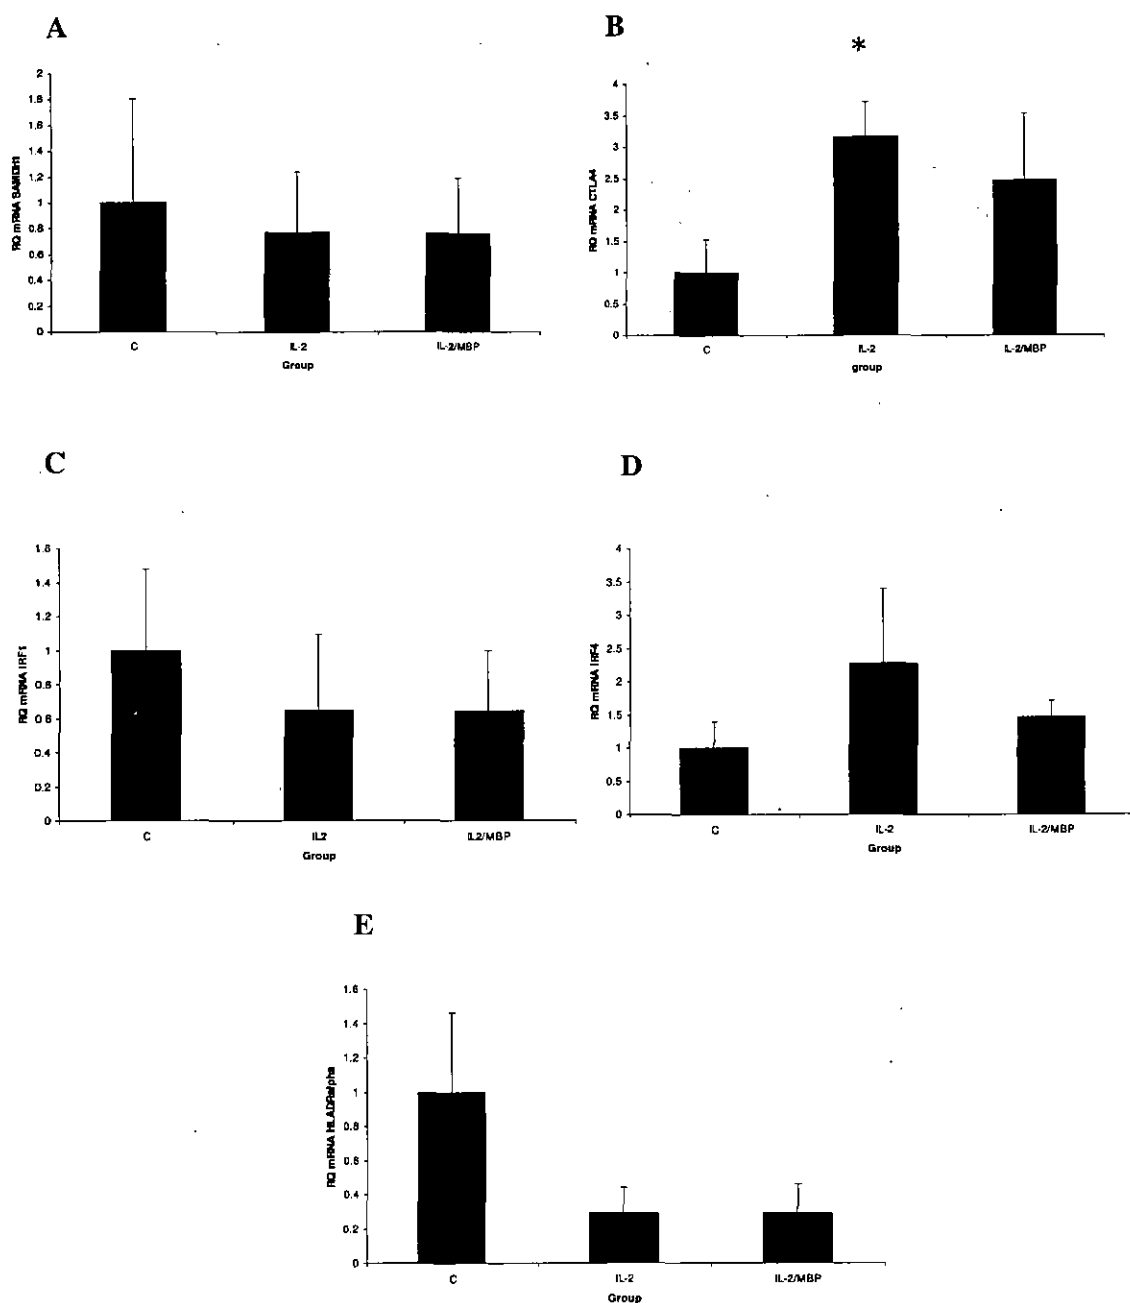 A
RQ mRNA SAMDH1
2
1.8
1.6
1.4
1.2
1
0.8
0.6
0.4
0.2
0
C IL-2 IL-2/MBP
Group
B
*
RQ mRNA CTLA4
4
3.5
3
2.5
2
1.5
1
0.5
0
C IL-2 IL-2/MBP
group
C
RQ mRNA IRF1
1.6
1.4
1.2
1
0.8
0.6
0.4
0.2
0
C IL2 IL2/MBP
Group
D
RQ mRNA IRF4
4
3.5
3
2.5
2
1.5
1
0.5
0
C IL-2 IL-2/MBP
Group
E
RQ mRNA HLADRalpha
1.6
1.4
1.2
1
0.8
0.6
0.4
0.2
0
C IL-2 IL-2/MBP
Group